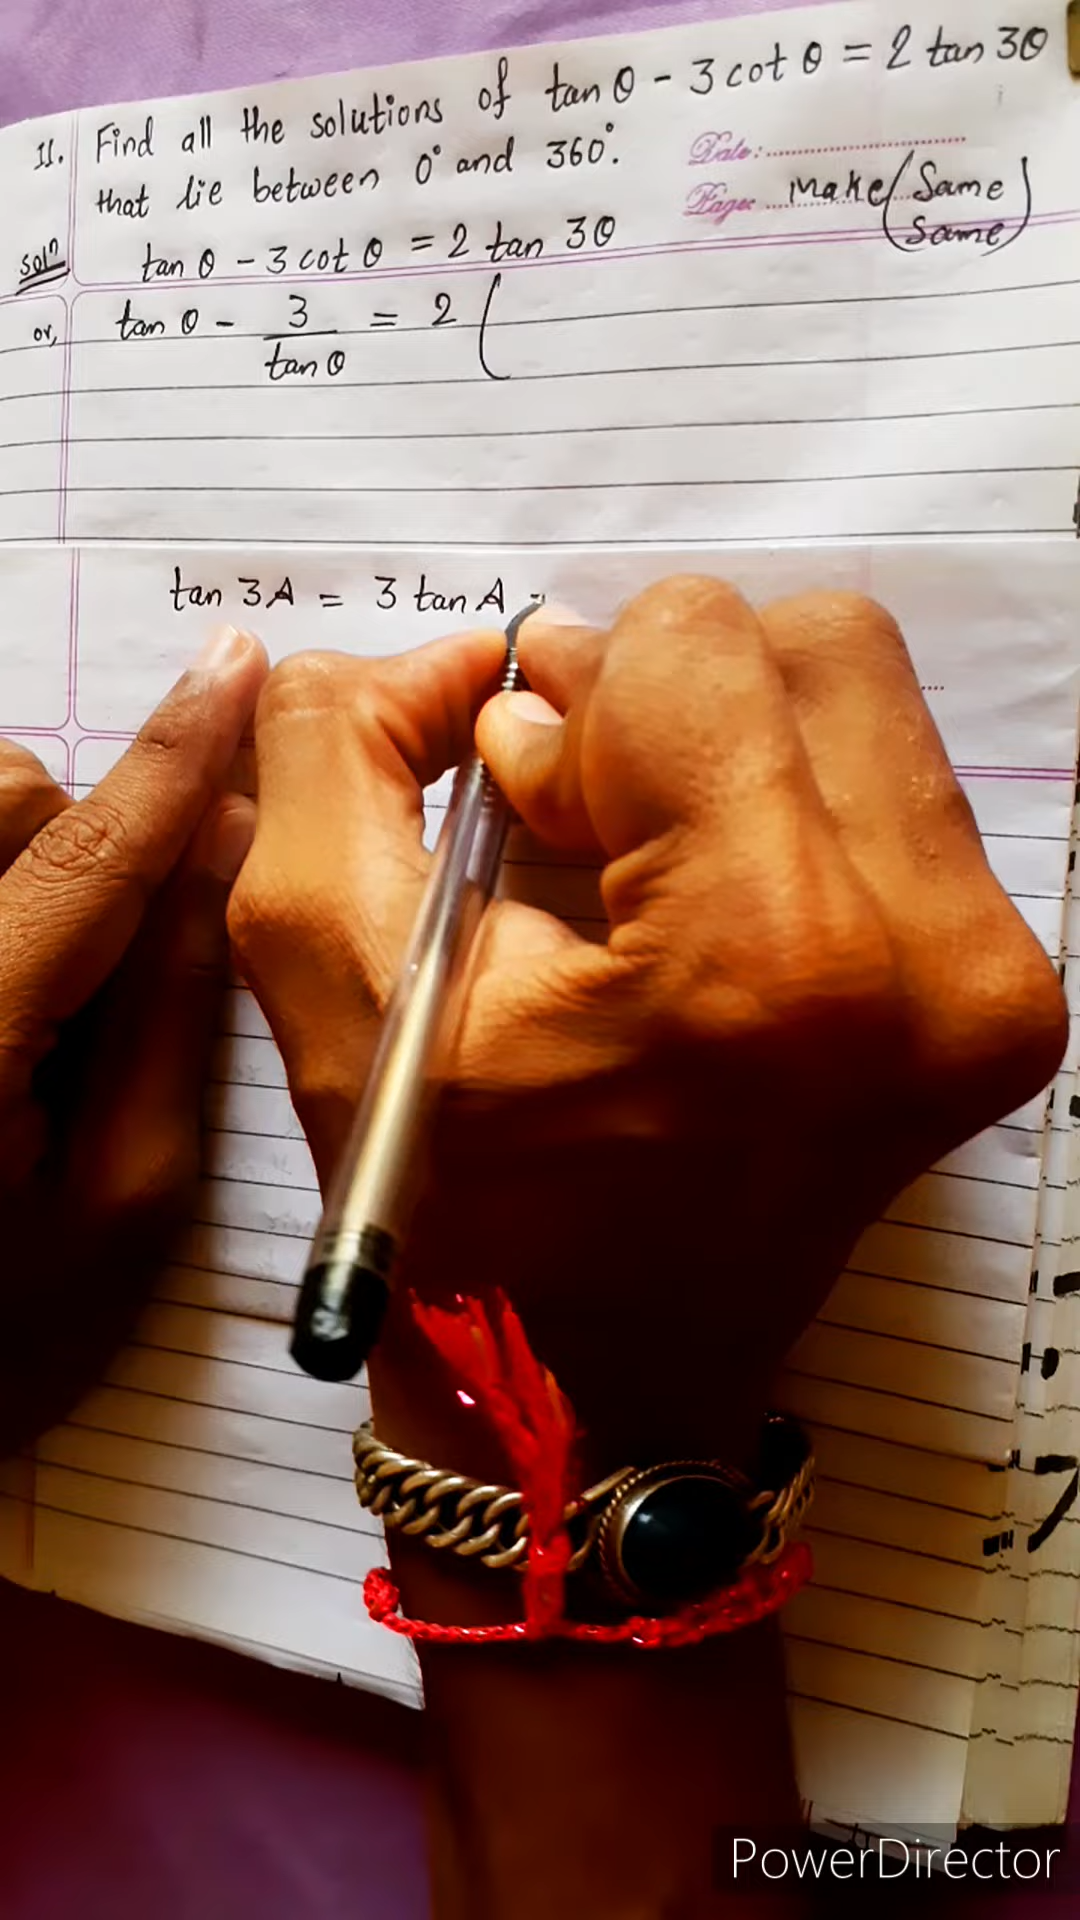 11. Find all the solutions of tan θ - 3 cot θ = 2 tan 3θ
that lie between 0° and 360°.
Date:
Page: Make (Same
Same)
Solⁿ tan θ - 3 cot θ = 2 tan 3θ
or, tan θ - 3/tan θ = 2 (
tan 3A = 3 tan A -
PowerDirector